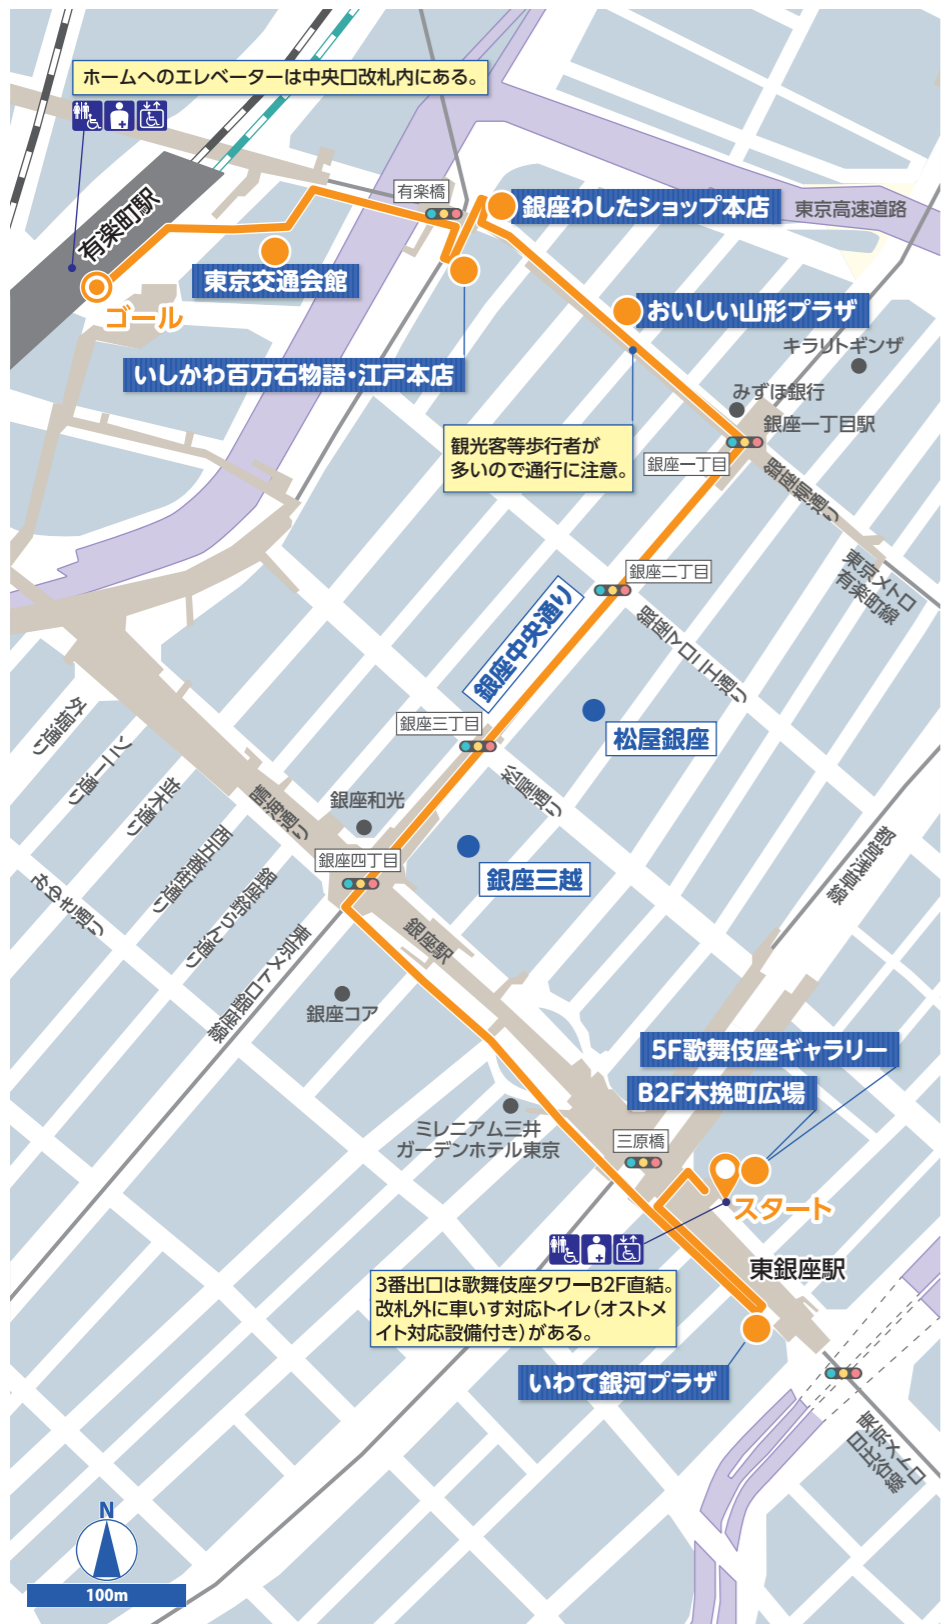 ホームへのエレベーターは中央口改札内にある。
有楽町駅
ゴール
東京交通会館
有楽橋
銀座わしたショップ本店
東京高速道路
いしかわ百万石物語・江戸本店
おいしい山形プラザ
キラリトギンザ
みずほ銀行
銀座一丁目駅
観光客等歩行者が
多いので通行に注意。
銀座一丁目
銀座柳通り
東京メトロ
有楽町線
銀座二丁目
銀座マロニエ通り
銀座中央通り
松屋銀座
銀座三丁目
松屋通り
外堀通り
ソニー通り
並木通り
西五番街通り
銀座鈴らん通り
みゆき通り
晴海通り
銀座和光
銀座四丁目
銀座三越
都営浅草線
銀座駅
東京メトロ
銀座線
銀座コア
5F歌舞伎座ギャラリー
B2F木挽町広場
ミレニアム三井
ガーデンホテル東京
三原橋
スタート
東銀座駅
3番出口は歌舞伎座タワーB2F直結。
改札外に車いす対応トイレ(オストメ
イト対応設備付き)がある。
いわて銀河プラザ
東京メトロ
日比谷線
N
100m